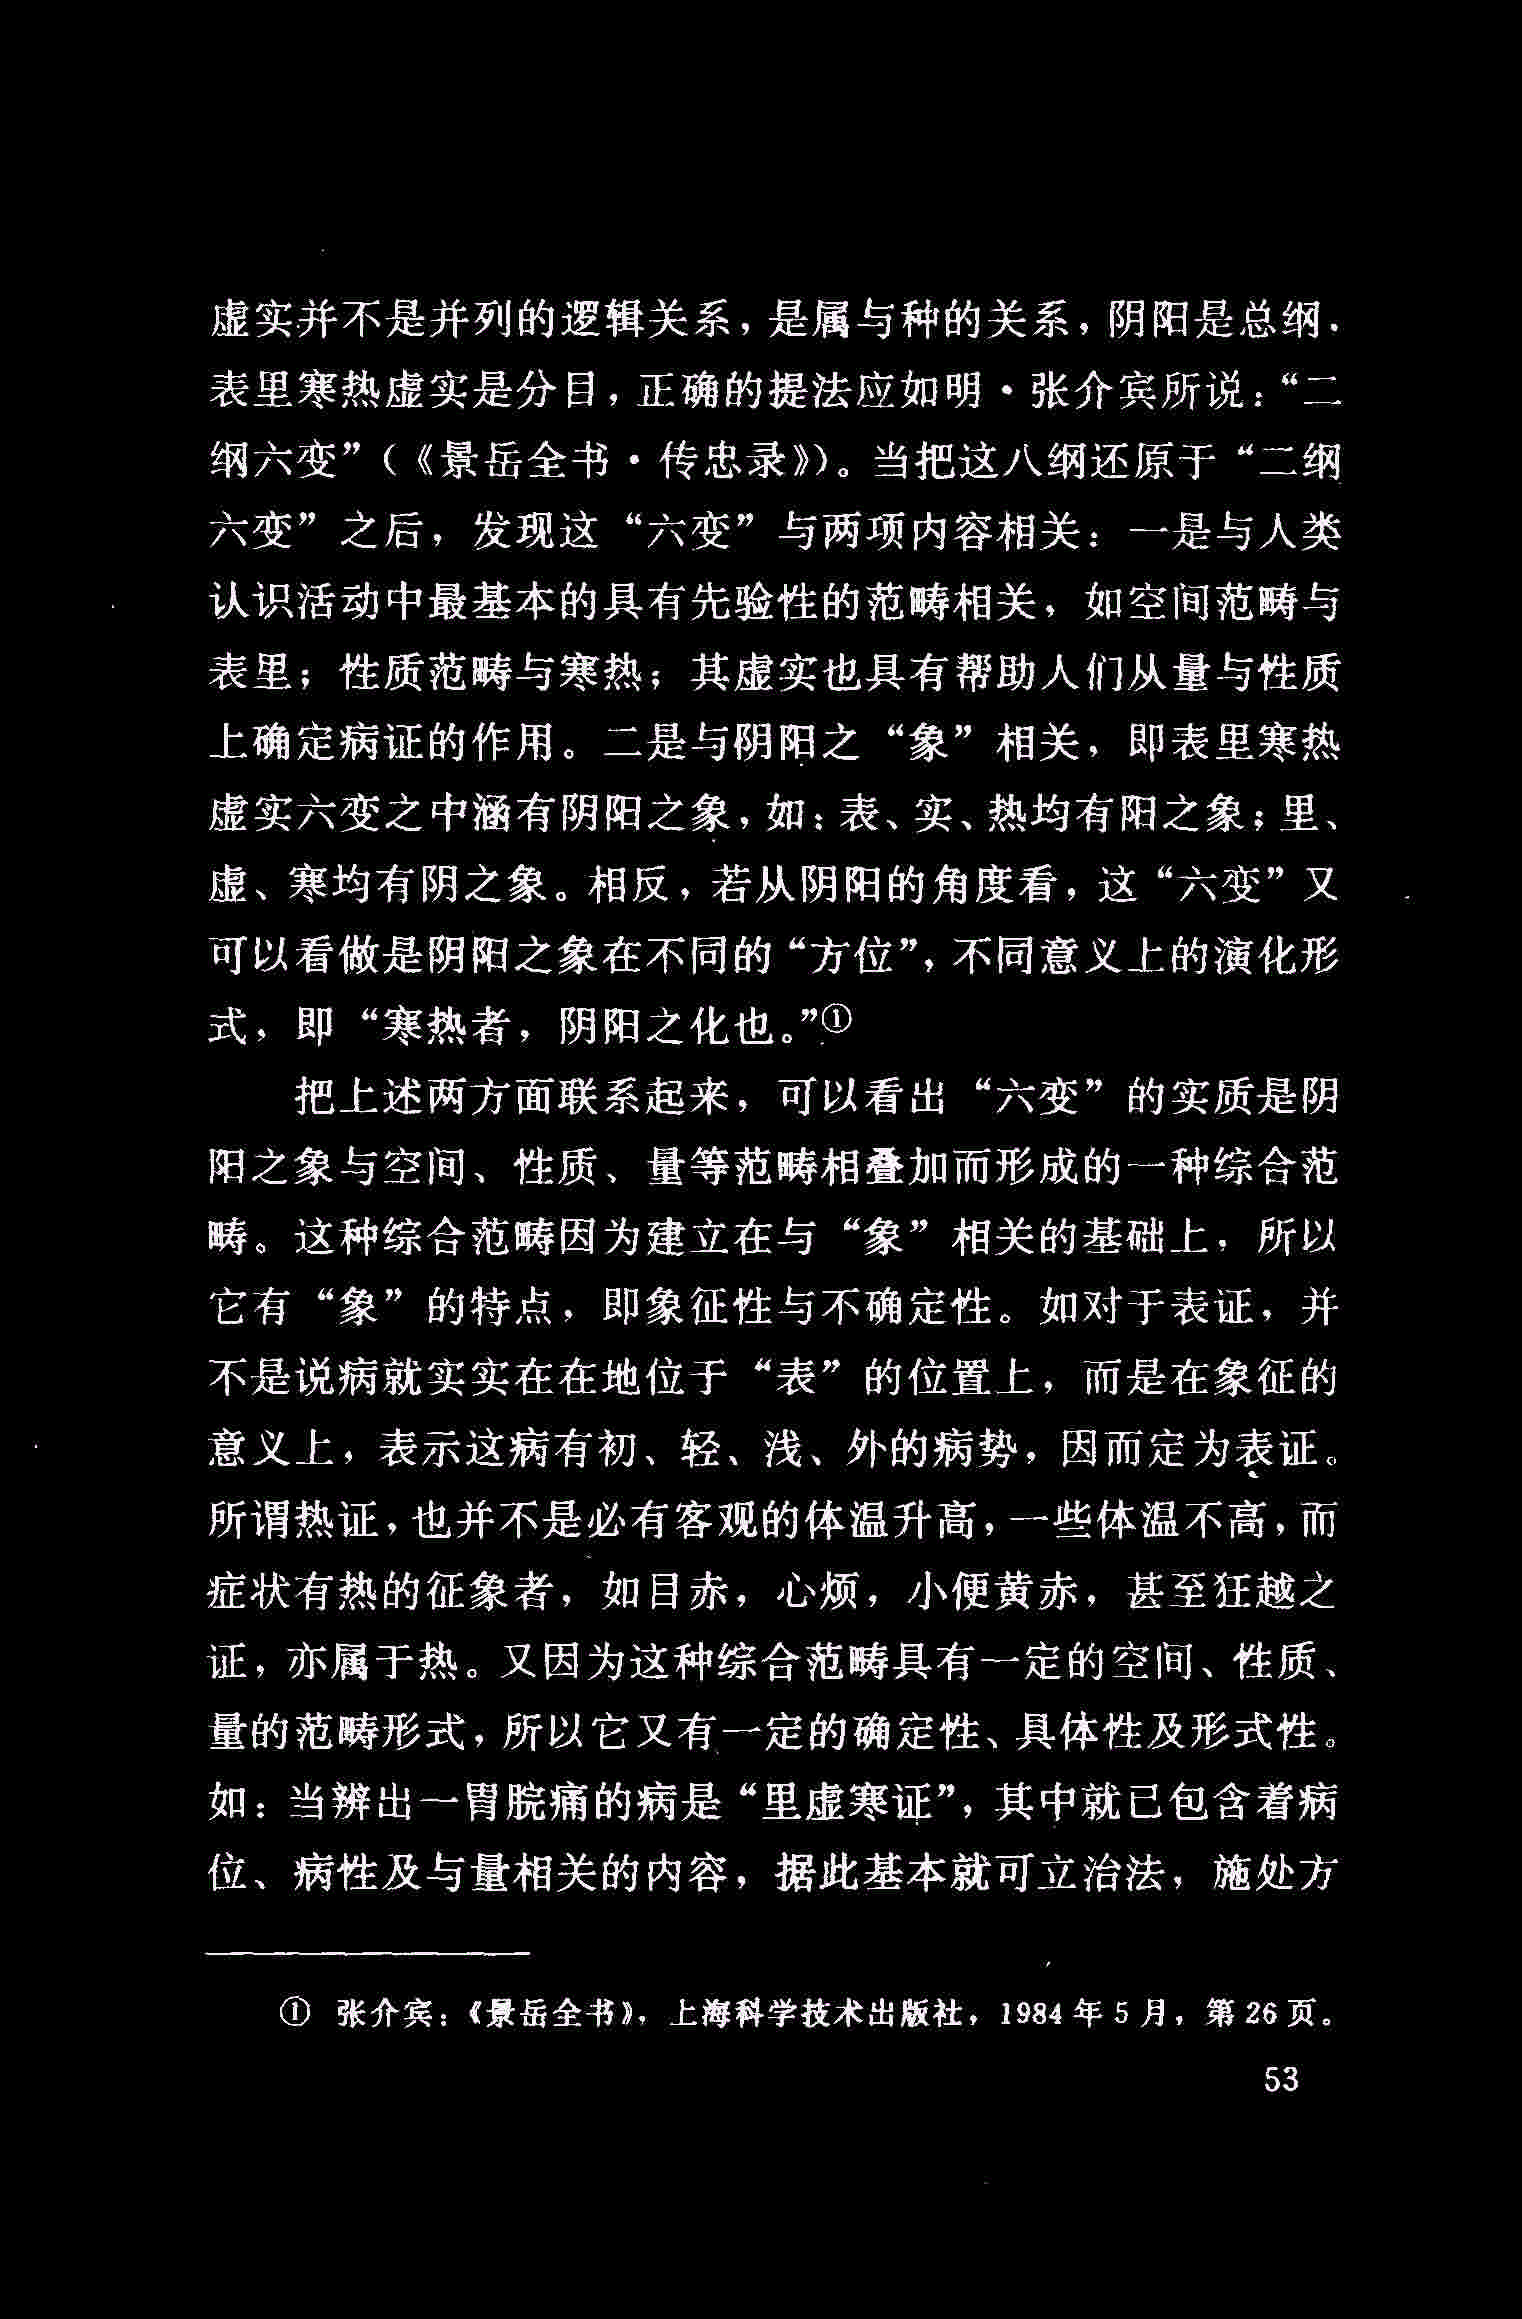 虚实并不是并列的逻辑关系，是属与种的关系，阴阳是总纲．
表里寒热虚实是分目，正确的提法应如明·张介宾所说：“二
纲六变”（《景岳全书·传忠录》）。当把这八纲还原于“二纲
六变”之后，发现这“六变”与两项内容相关：一是与人类
认识活动中最基本的具有先验性的范畴相关，如空间范畴与
表里；性质范畴与寒热；其虚实也具有帮助人们从量与性质
上确定病证的作用。二是与阴阳之“象”相关，即表里寒热
虚实六变之中涵有阴阳之象，如：表、实、热均有阳之象；里、
虚、寒均有阴之象。相反，若从阴阳的角度看，这“六变”又
可以看做是阴阳之象在不同的“方位”，不同意义上的演化形
式，即“寒热者，阴阳之化也。”①
把上述两方面联系起来，可以看出“六变”的实质是阴
阳之象与空间、性质、量等范畴相叠加而形成的一种综合范
畴。这种综合范畴因为建立在与“象”相关的基础上，所以
它有“象”的特点，即象征性与不确定性。如对于表证，并
不是说病就实实在在地位于“表”的位置上，而是在象征的
意义上，表示这病有初、轻、浅、外的病势，因而定为表证。
所谓热证，也并不是必有客观的体温升高，一些体温不高，而
症状有热的征象者，如目赤，心烦，小便黄赤，甚至狂越之
证，亦属于热。又因为这种综合范畴具有一定的空间、性质、
量的范畴形式，所以它又有一定的确定性、具体性及形式性。
如：当辨出一胃脘痛的病是“里虚寒证”，其中就已包含着病
位、病性及与量相关的内容，据此基本就可立治法，施处方
① 张介宾：《景岳全书》，上海科学技术出版社，1984年5月，第26页。
53